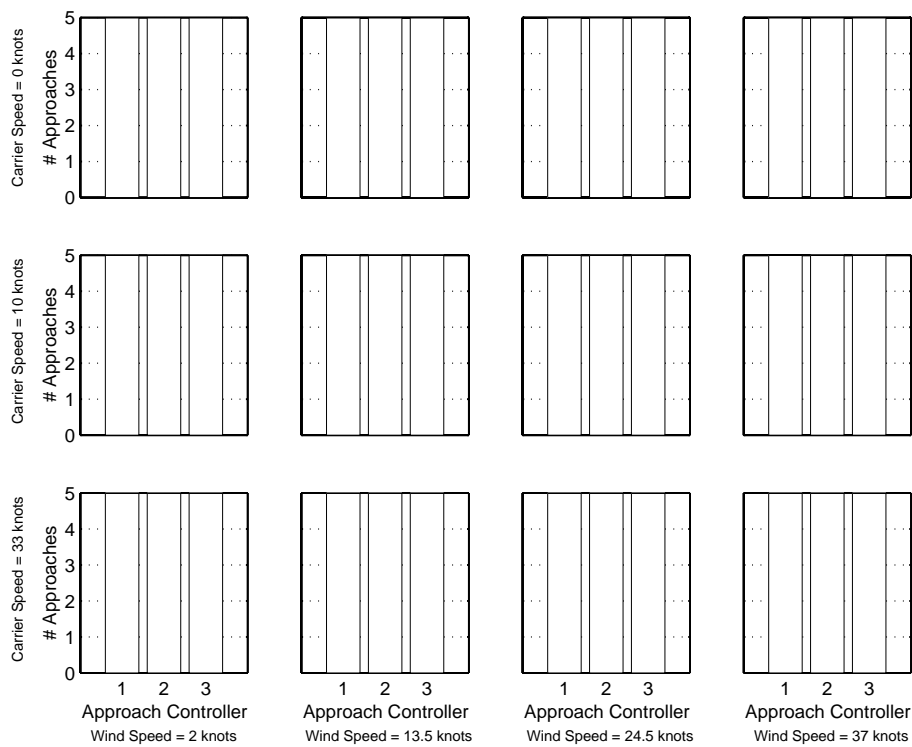 Carrier Speed = 0 knots
# Approaches
5
4
3
2
1
0
Carrier Speed = 10 knots
# Approaches
5
4
3
2
1
0
Carrier Speed = 33 knots
# Approaches
5
4
3
2
1
0
1 2 3
1 2 3
1 2 3
1 2 3
Approach Controller
Approach Controller
Approach Controller
Approach Controller
Wind Speed = 2 knots
Wind Speed = 13.5 knots
Wind Speed = 24.5 knots
Wind Speed = 37 knots